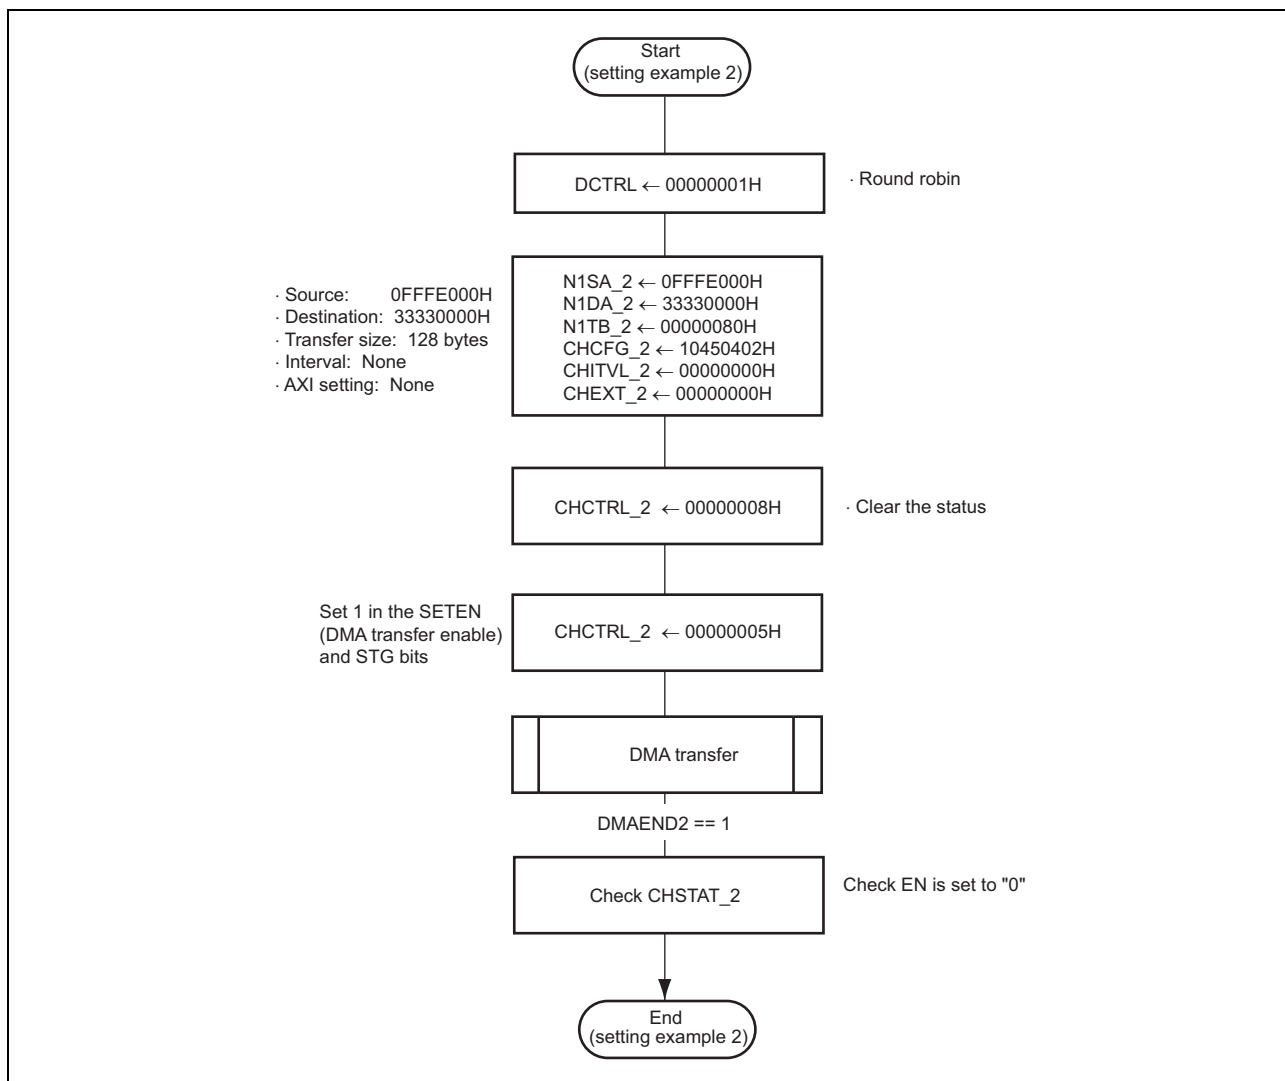 Start
(setting example 2)
DCTRL ← 00000001H
· Round robin
· Source: 0FFFE000H
· Destination: 33330000H
· Transfer size: 128 bytes
· Interval: None
· AXI setting: None
N1SA_2 ← 0FFFE000H
N1DA_2 ← 33330000H
N1TB_2 ← 00000080H
CHCFG_2 ← 10450402H
CHITVL_2 ← 00000000H
CHEXT_2 ← 00000000H
CHCTRL_2 ← 00000008H
· Clear the status
Set 1 in the SETEN
(DMA transfer enable)
and STG bits
CHCTRL_2 ← 00000005H
DMA transfer
DMAEND2 == 1
Check CHSTAT_2
Check EN is set to "0"
End
(setting example 2)